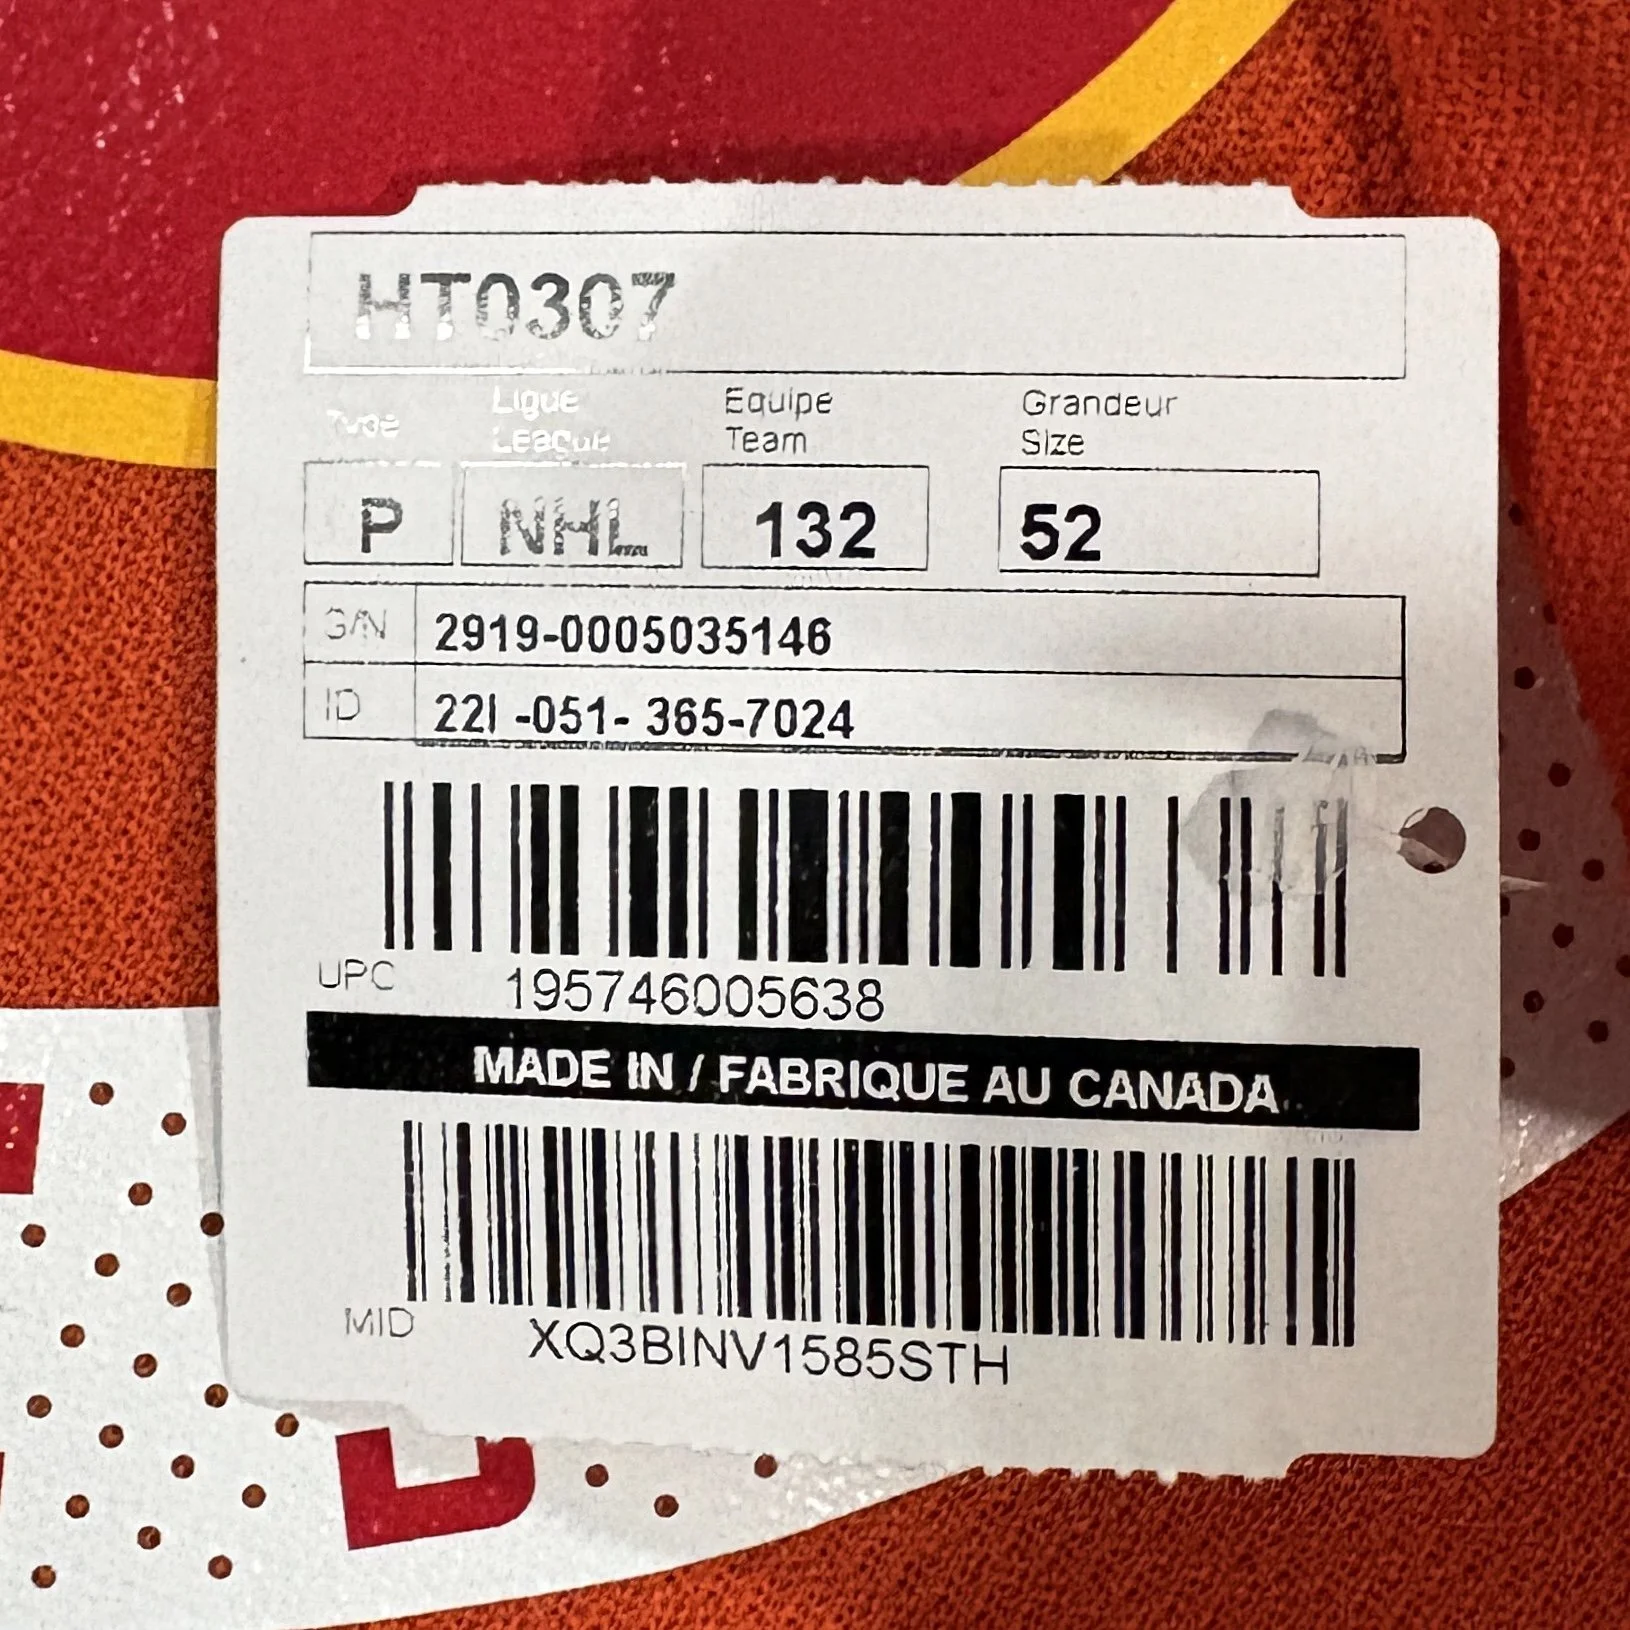 HT0307
Type
Ligue
League
Equipe
Team
Grandeur
Size
P NHL 132 52
G/N 2919-0005035146
ID 22I -051- 365-7024
UPC 195746005638
MADE IN / FABRIQUE AU CANADA
MID XQ3BINV1585STH